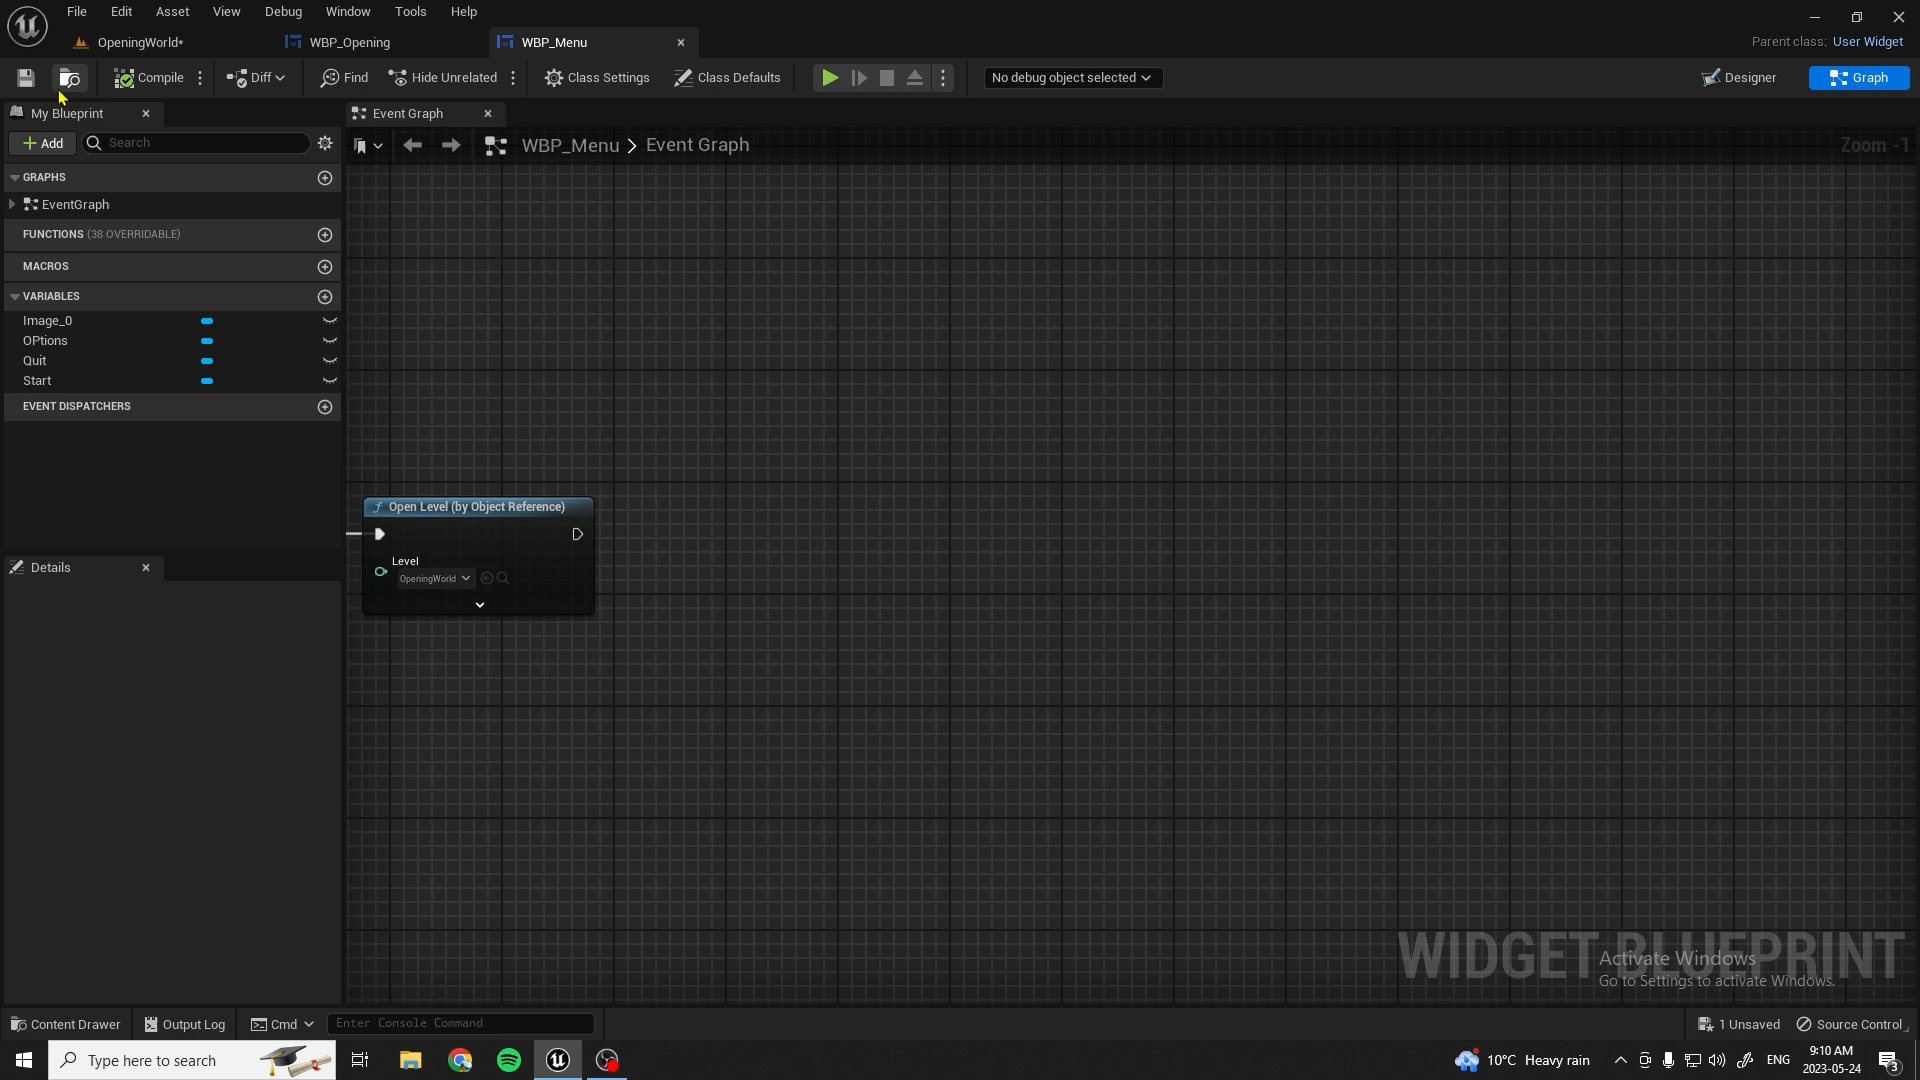 File Edit Asset View Debug Window Tools Help
OpeningWorld* WBP_Opening WBP_Menu
Parent class: User Widget
Compile Diff Find Hide Unrelated Class Settings Class Defaults No debug object selected Designer Graph
My Blueprint Event Graph
Add Search WBP_Menu > Event Graph Zoom -1
GRAPHS
EventGraph
FUNCTIONS (38 OVERRIDABLE)
MACROS
VARIABLES
Image_0
OPtions
Quit
Start
EVENT DISPATCHERS
Open Level (by Object Reference)
Level
OpeningWorld
Details
WIDGET BLUEPRINT
Activate Windows
Go to Settings to activate Windows.
Content Drawer Output Log Cmd Enter Console Command 1 Unsaved Source Control
Type here to search 10°C Heavy rain ENG 9:10 AM
2023-05-24
3